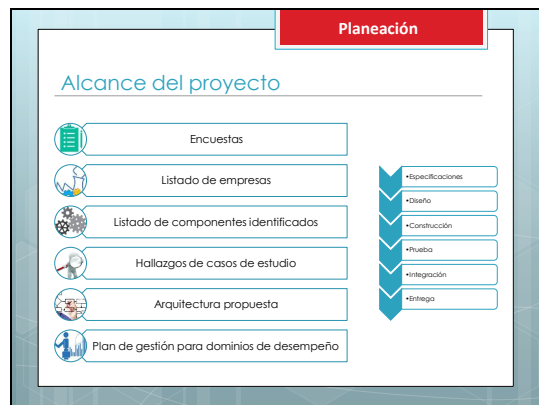 Planeación
Alcance del proyecto
Encuestas
Listado de empresas
Listado de componentes identificados
Hallazgos de casos de estudio
Arquitectura propuesta
Plan de gestión para dominios de desempeño
•Especificaciones
•Diseño
•Construcción
•Prueba
•Integración
•Entrega